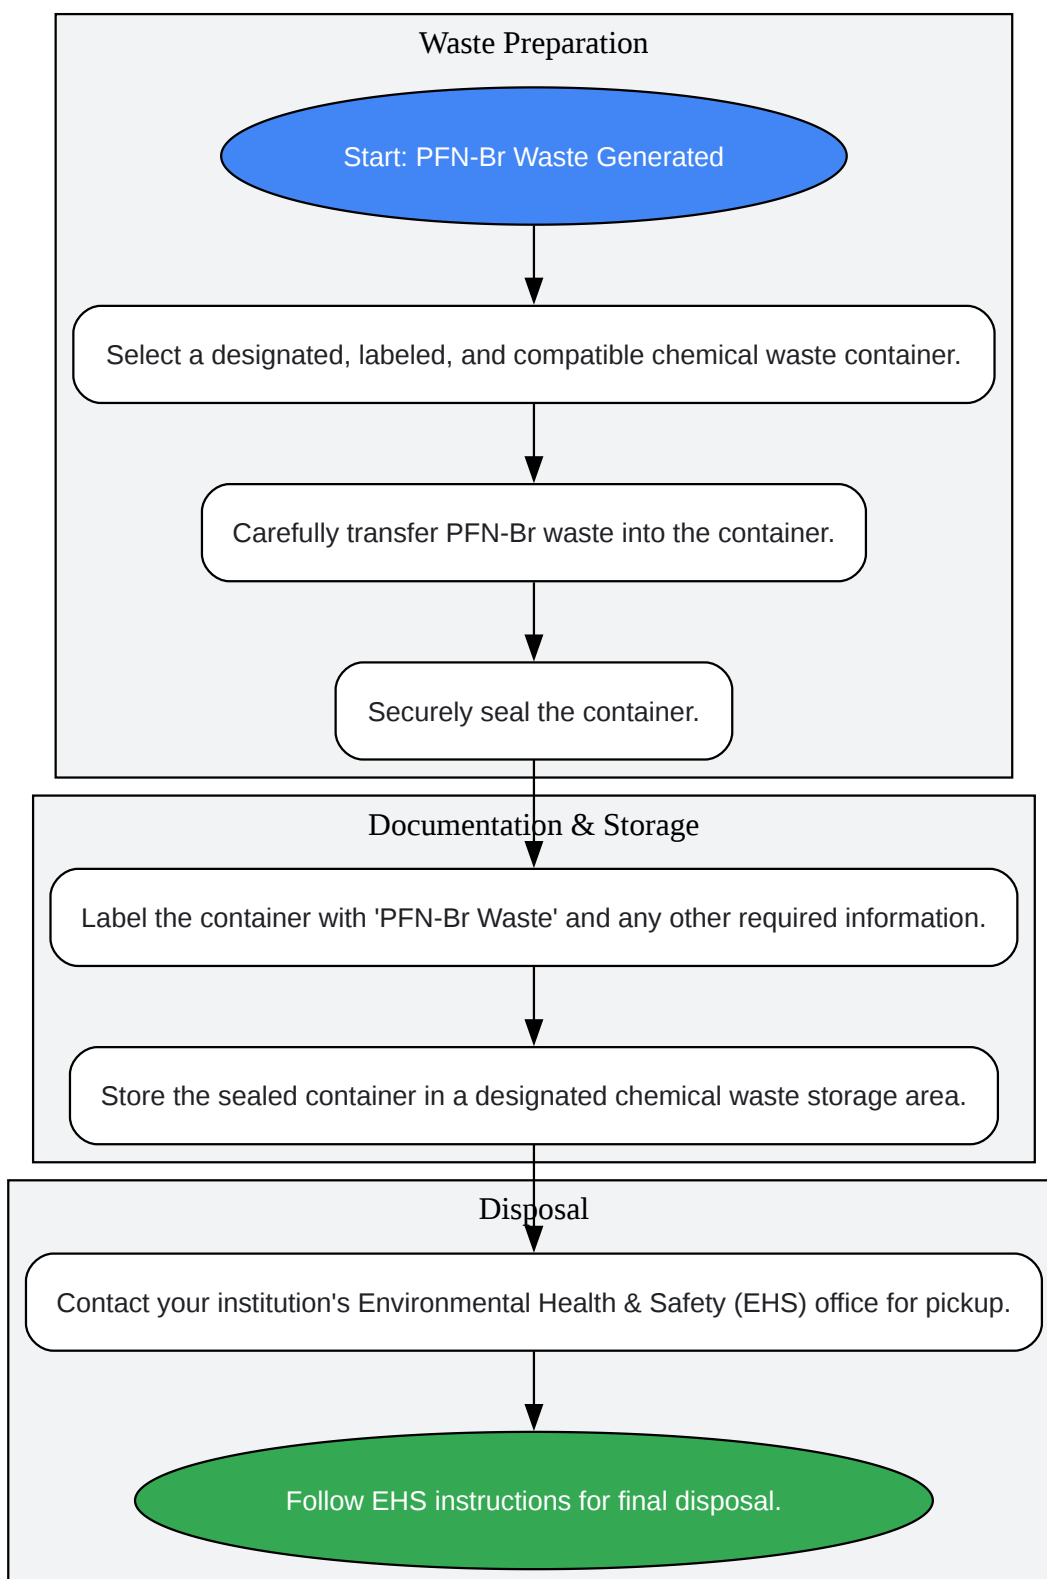 Waste Preparation
Start: PFN-Br Waste Generated
Select a designated, labeled, and compatible chemical waste container.
Carefully transfer PFN-Br waste into the container.
Securely seal the container.
Documentation & Storage
Label the container with 'PFN-Br Waste' and any other required information.
Store the sealed container in a designated chemical waste storage area.
Disposal
Contact your institution's Environmental Health & Safety (EHS) office for pickup.
Follow EHS instructions for final disposal.